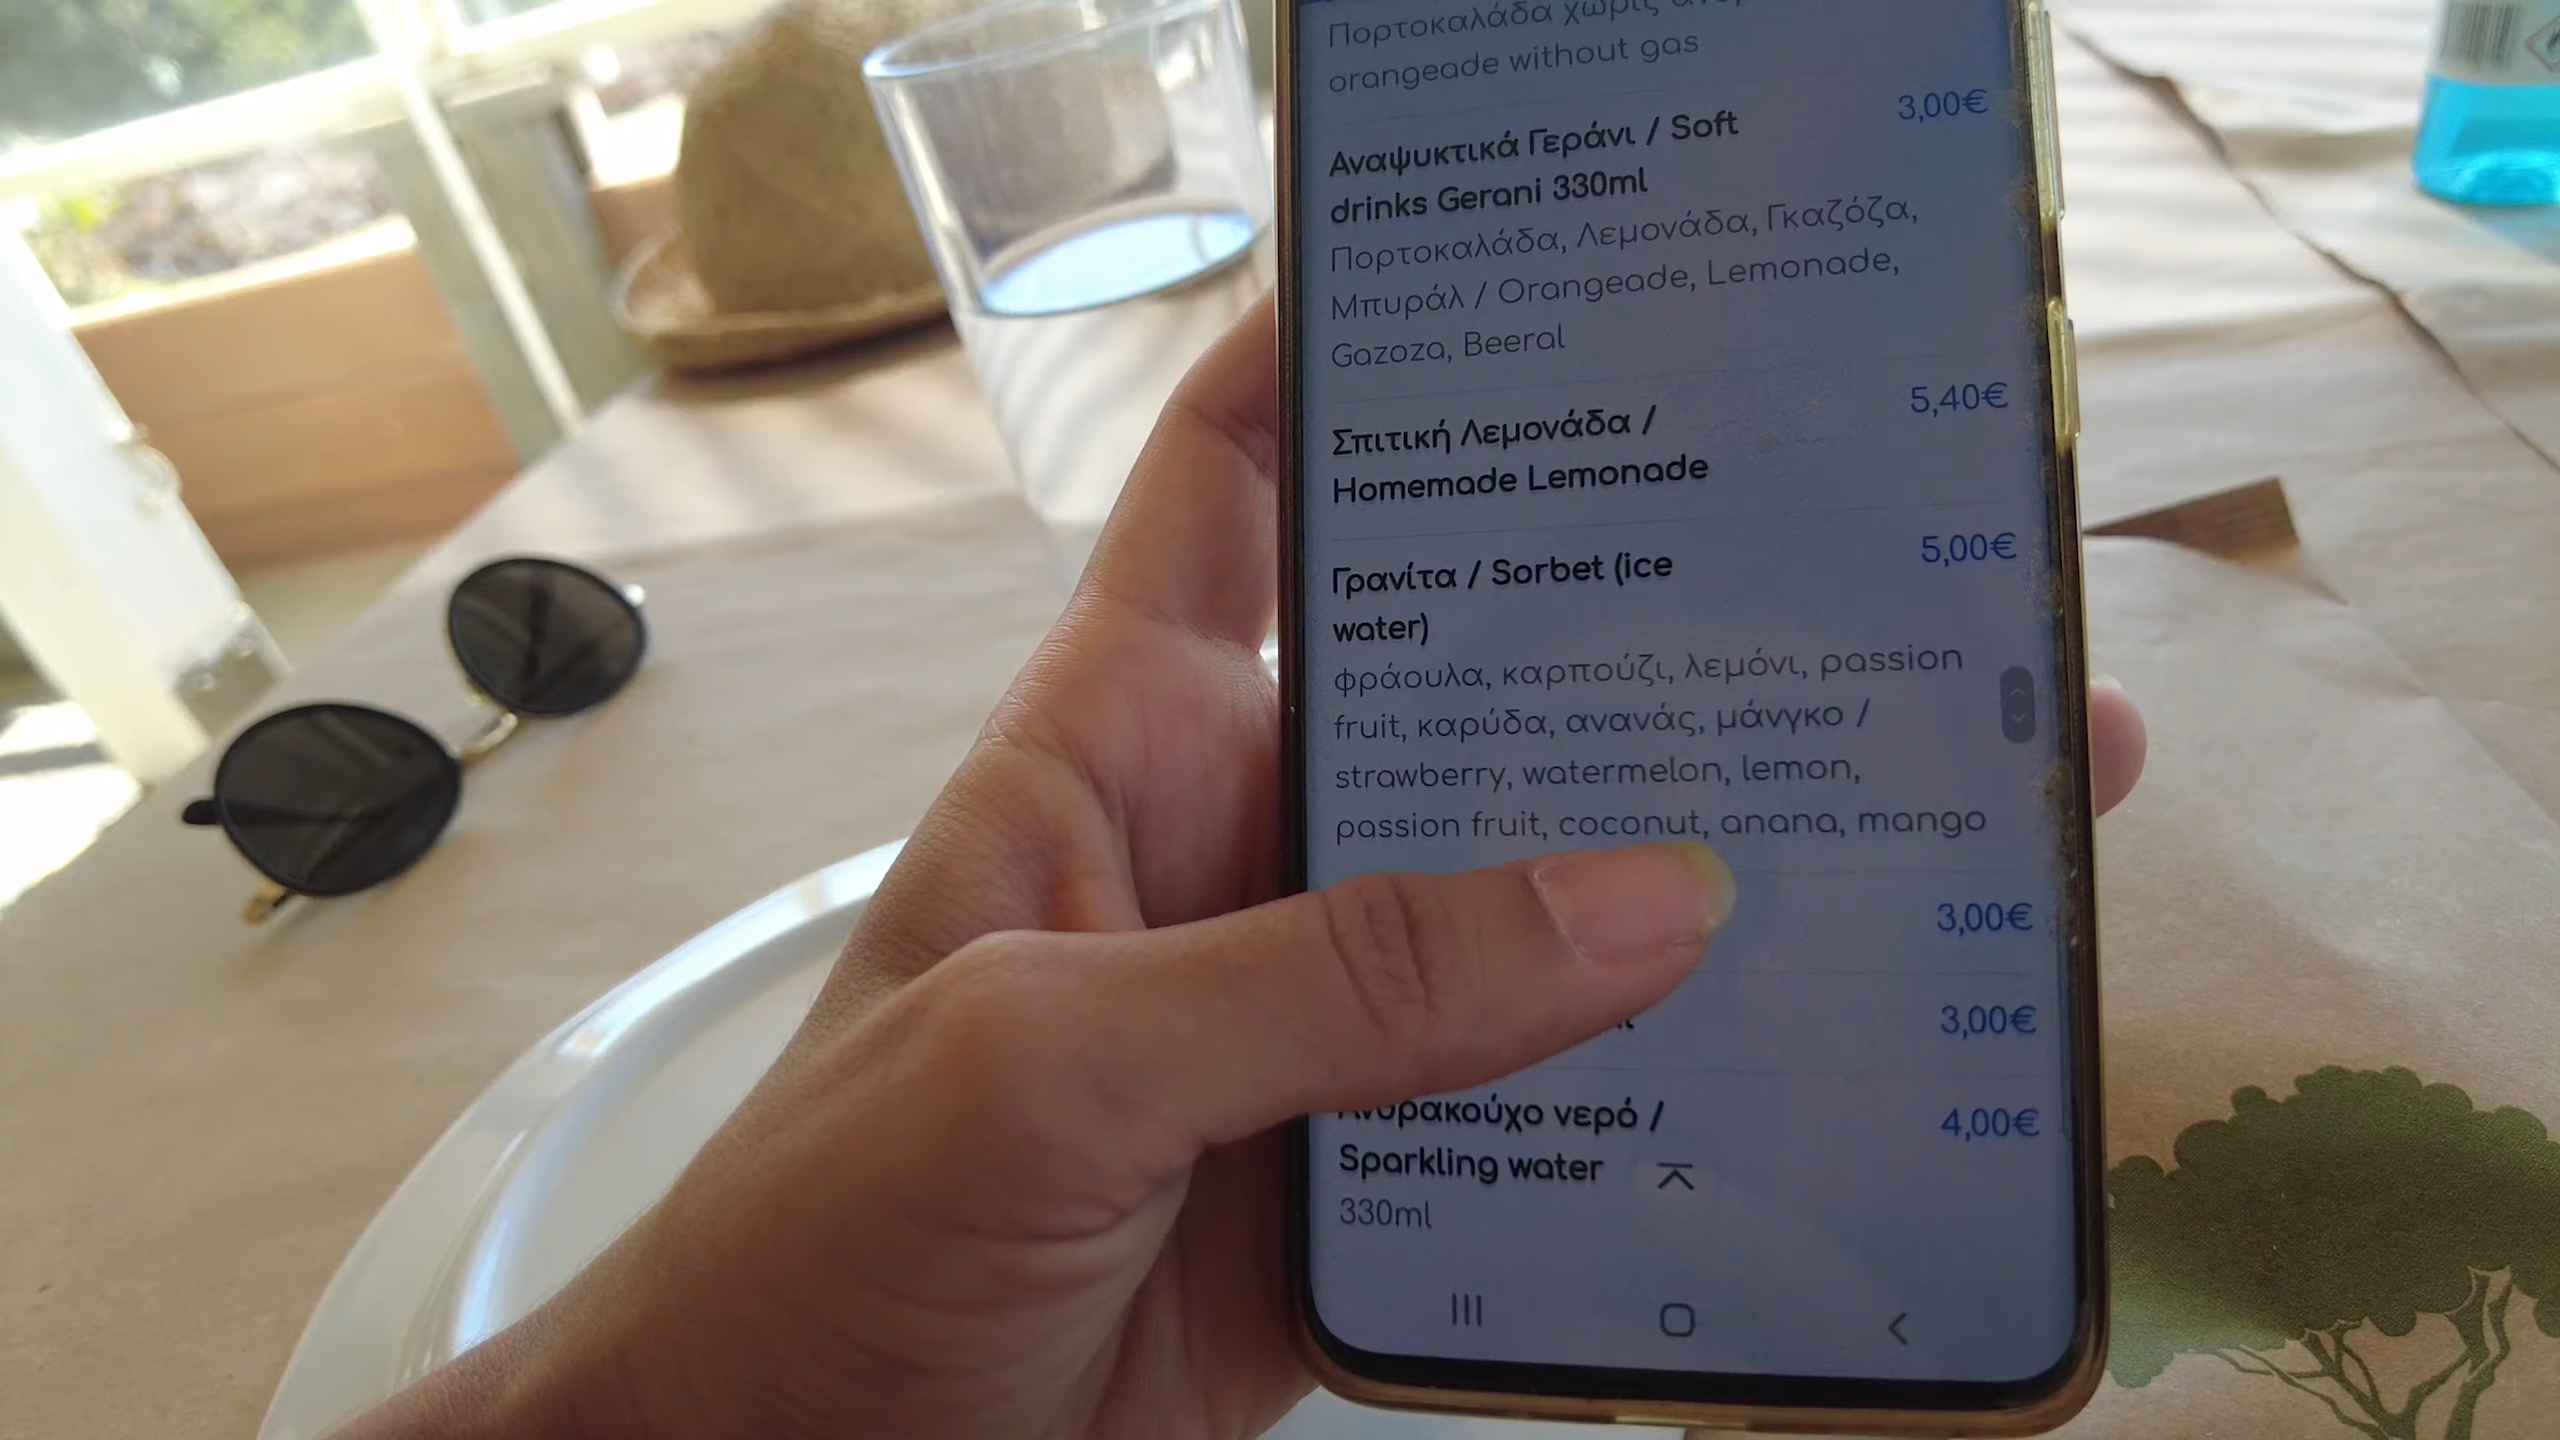 Πορτοκαλάδα χωρίς
orangeade without gas
Αναψυκτικά Γεράνι / Soft
drinks Gerani 330ml
3,00€
Πορτοκαλάδα, Λεμονάδα, Γκαζόζα,
Μπυράλ / Orangeade, Lemonade,
Gazoza, Beeral
Σπιτική Λεμονάδα /
Homemade Lemonade
5,40€
Γρανίτα / Sorbet (ice
water)
5,00€
φράουλα, καρπούζι, λεμόνι, passion
fruit, καρύδα, ανανάς, μάνγκο /
strawberry, watermelon, lemon,
passion fruit, coconut, anana, mango
3,00€
3,00€
νερό /
Sparkling water
4,00€
330ml